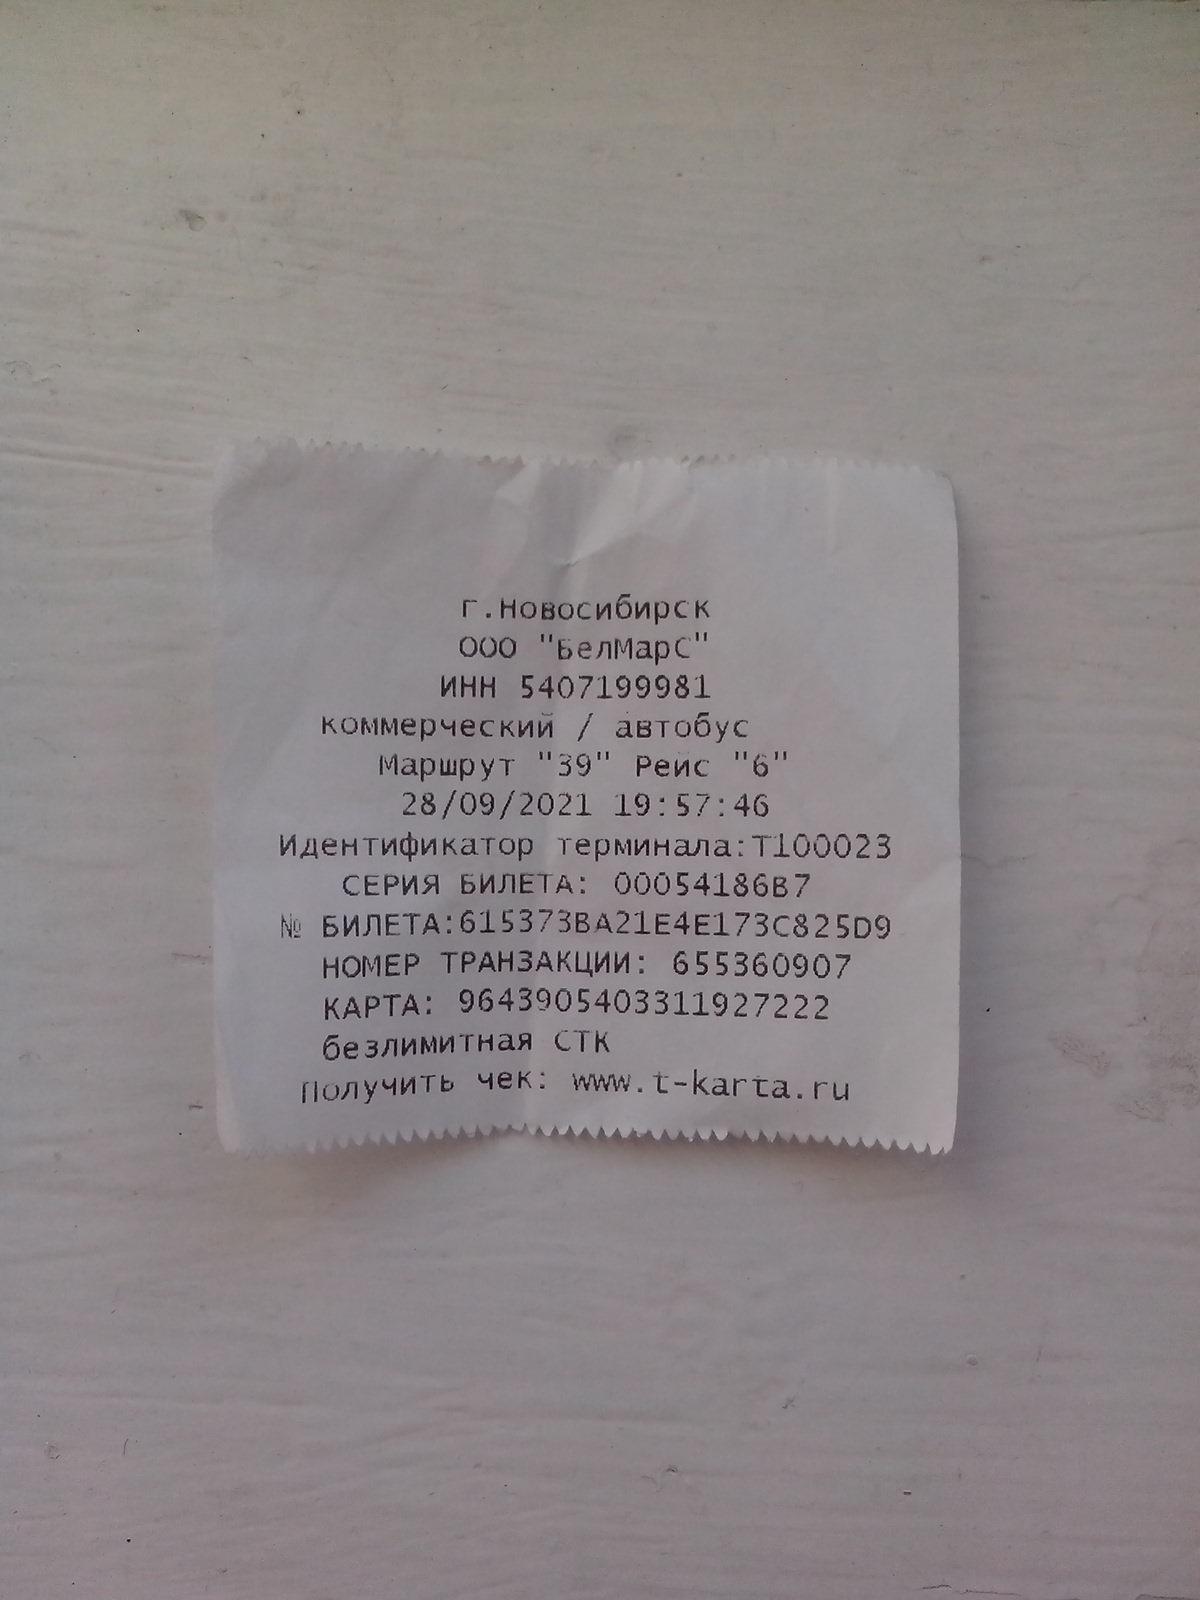 г.Новосибирск
ООО "БелМарС"
ИНН 5407199981
коммерческий / автобус
Маршрут "39" Рейс "6"
28/09/2021 19:57:46
Идентификатор терминала:T100023
СЕРИЯ БИЛЕТА: 00054186B7
№ БИЛЕТА:615373BA21E4E173C825D9
НОМЕР ТРАНЗАКЦИИ: 655360907
КАРТА: 9643905403311927222
безлимитная СТК
Получить чек: www.t-karta.ru